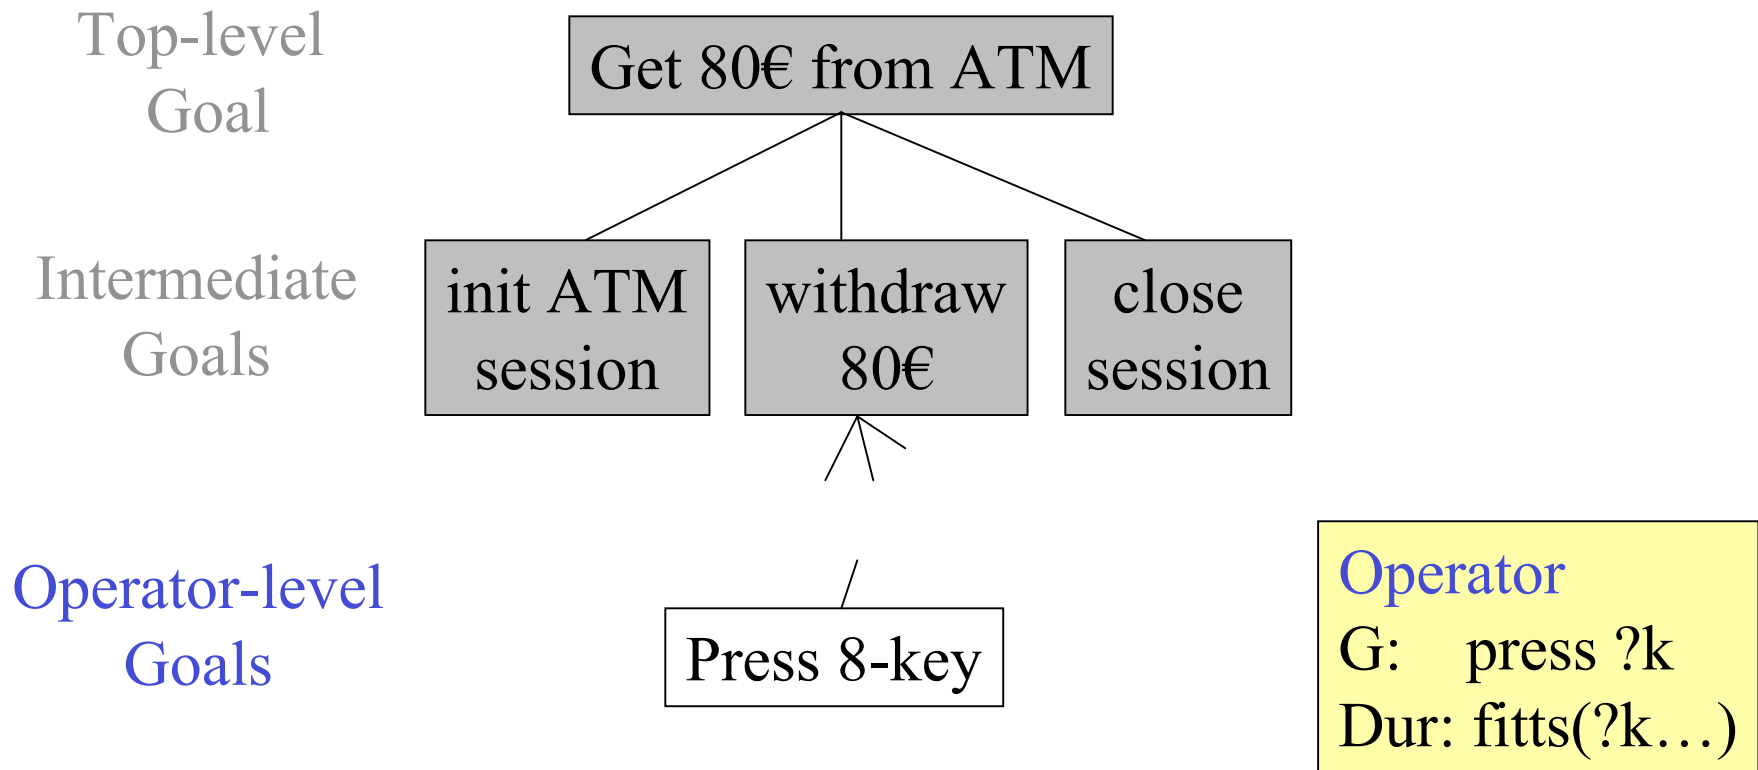 Top-level
Goal
Get 80€ from ATM
Intermediate
Goals
init ATM
session
withdraw
80€
close
session
Operator-level
Goals
Press 8-key
Operator
G: press ?k
Dur: fitts(?k…)